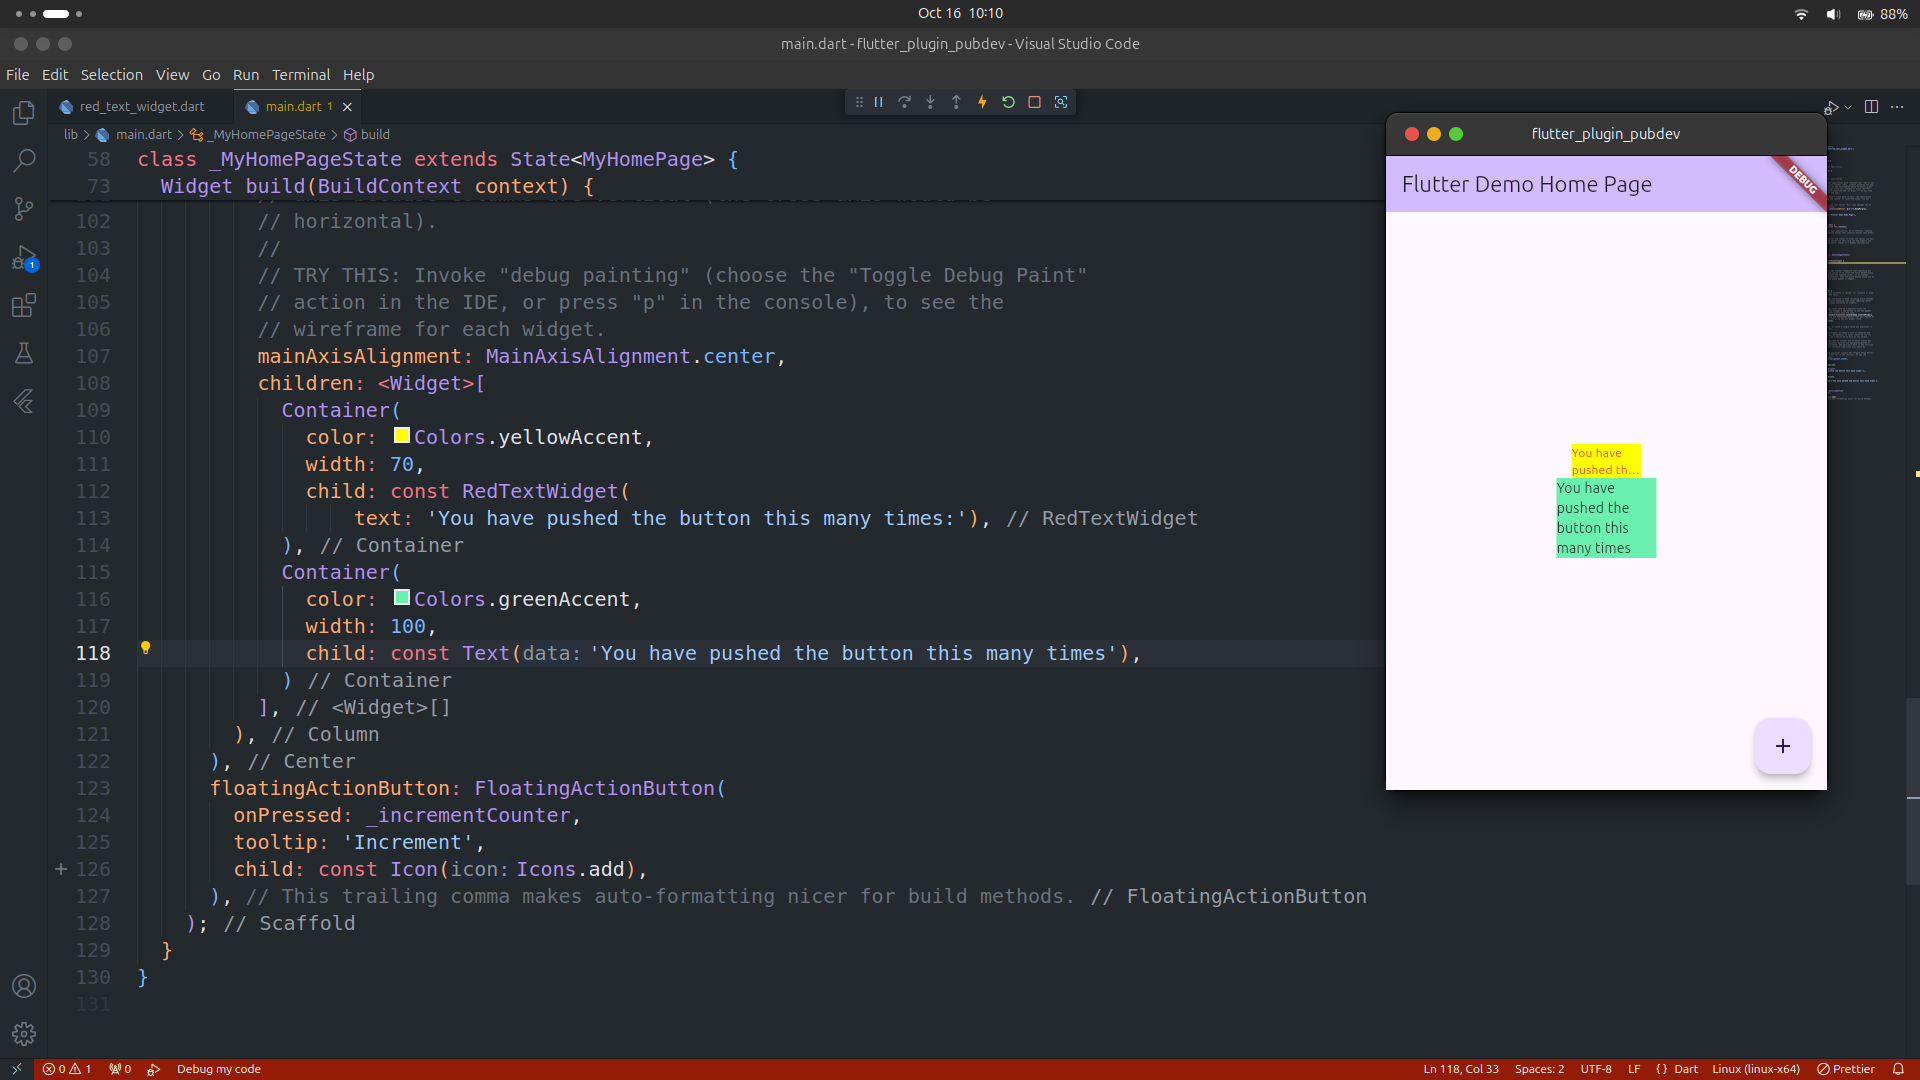 Oct 16 10:10
88%
main.dart - flutter_plugin_pubdev - Visual Studio Code
File Edit Selection View Go Run Terminal Help
red_text_widget.dart
main.dart 1
lib > main.dart > _MyHomePageState > build
58 class _MyHomePageState extends State<MyHomePage> {
73 Widget build(BuildContext context) {
102 // horizontal).
103 //
104 // TRY THIS: Invoke "debug painting" (choose the "Toggle Debug Paint"
105 // action in the IDE, or press "p" in the console), to see the
106 // wireframe for each widget.
107 mainAxisAlignment: MainAxisAlignment.center,
108 children: <Widget>[
109 Container(
110 color: Colors.yellowAccent,
111 width: 70,
112 child: const RedTextWidget(
113 text: 'You have pushed the button this many times:'), // RedTextWidget
114 ), // Container
115 Container(
116 color: Colors.greenAccent,
117 width: 100,
118 child: const Text(data: 'You have pushed the button this many times'),
119 ) // Container
120 ], // <Widget>[]
121 ), // Column
122 ), // Center
123 floatingActionButton: FloatingActionButton(
124 onPressed: _incrementCounter,
125 tooltip: 'Increment',
126 child: const Icon(icon: Icons.add),
127 ), // This trailing comma makes auto-formatting nicer for build methods. // FloatingActionButton
128 ); // Scaffold
129 }
130 }
131
flutter_plugin_pubdev
Flutter Demo Home Page
DEBUG
You have
pushed th...
You have
pushed the
button this
many times
+
1
0 1 0 Debug my code
Ln 118, Col 33 Spaces: 2 UTF-8 LF { } Dart Linux (linux-x64) Prettier